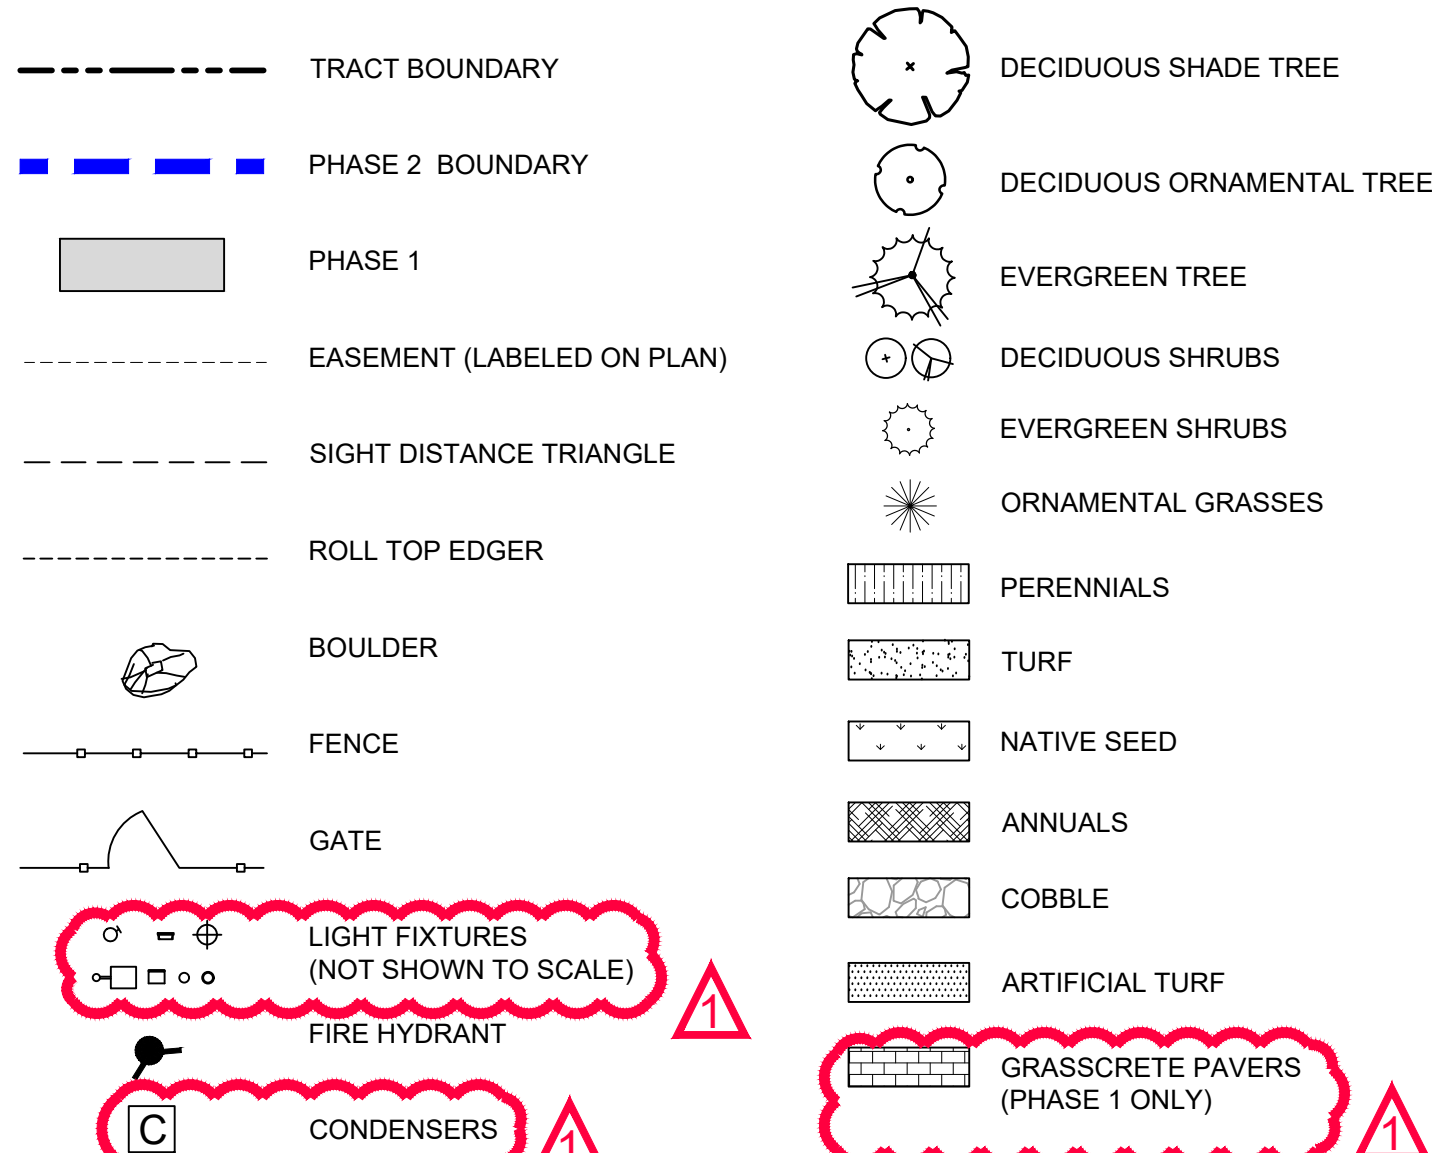 TRACT BOUNDARY
PHASE 2 BOUNDARY
PHASE 1
EASEMENT (LABELED ON PLAN)
SIGHT DISTANCE TRIANGLE
ROLL TOP EDGER
BOULDER
FENCE
GATE
LIGHT FIXTURES
(NOT SHOWN TO SCALE)
1
FIRE HYDRANT
C
CONDENSERS
1
DECIDUOUS SHADE TREE
DECIDUOUS ORNAMENTAL TREE
EVERGREEN TREE
DECIDUOUS SHRUBS
EVERGREEN SHRUBS
ORNAMENTAL GRASSES
PERENNIALS
TURF
NATIVE SEED
ANNUALS
COBBLE
ARTIFICIAL TURF
GRASSCRETE PAVERS
(PHASE 1 ONLY)
1